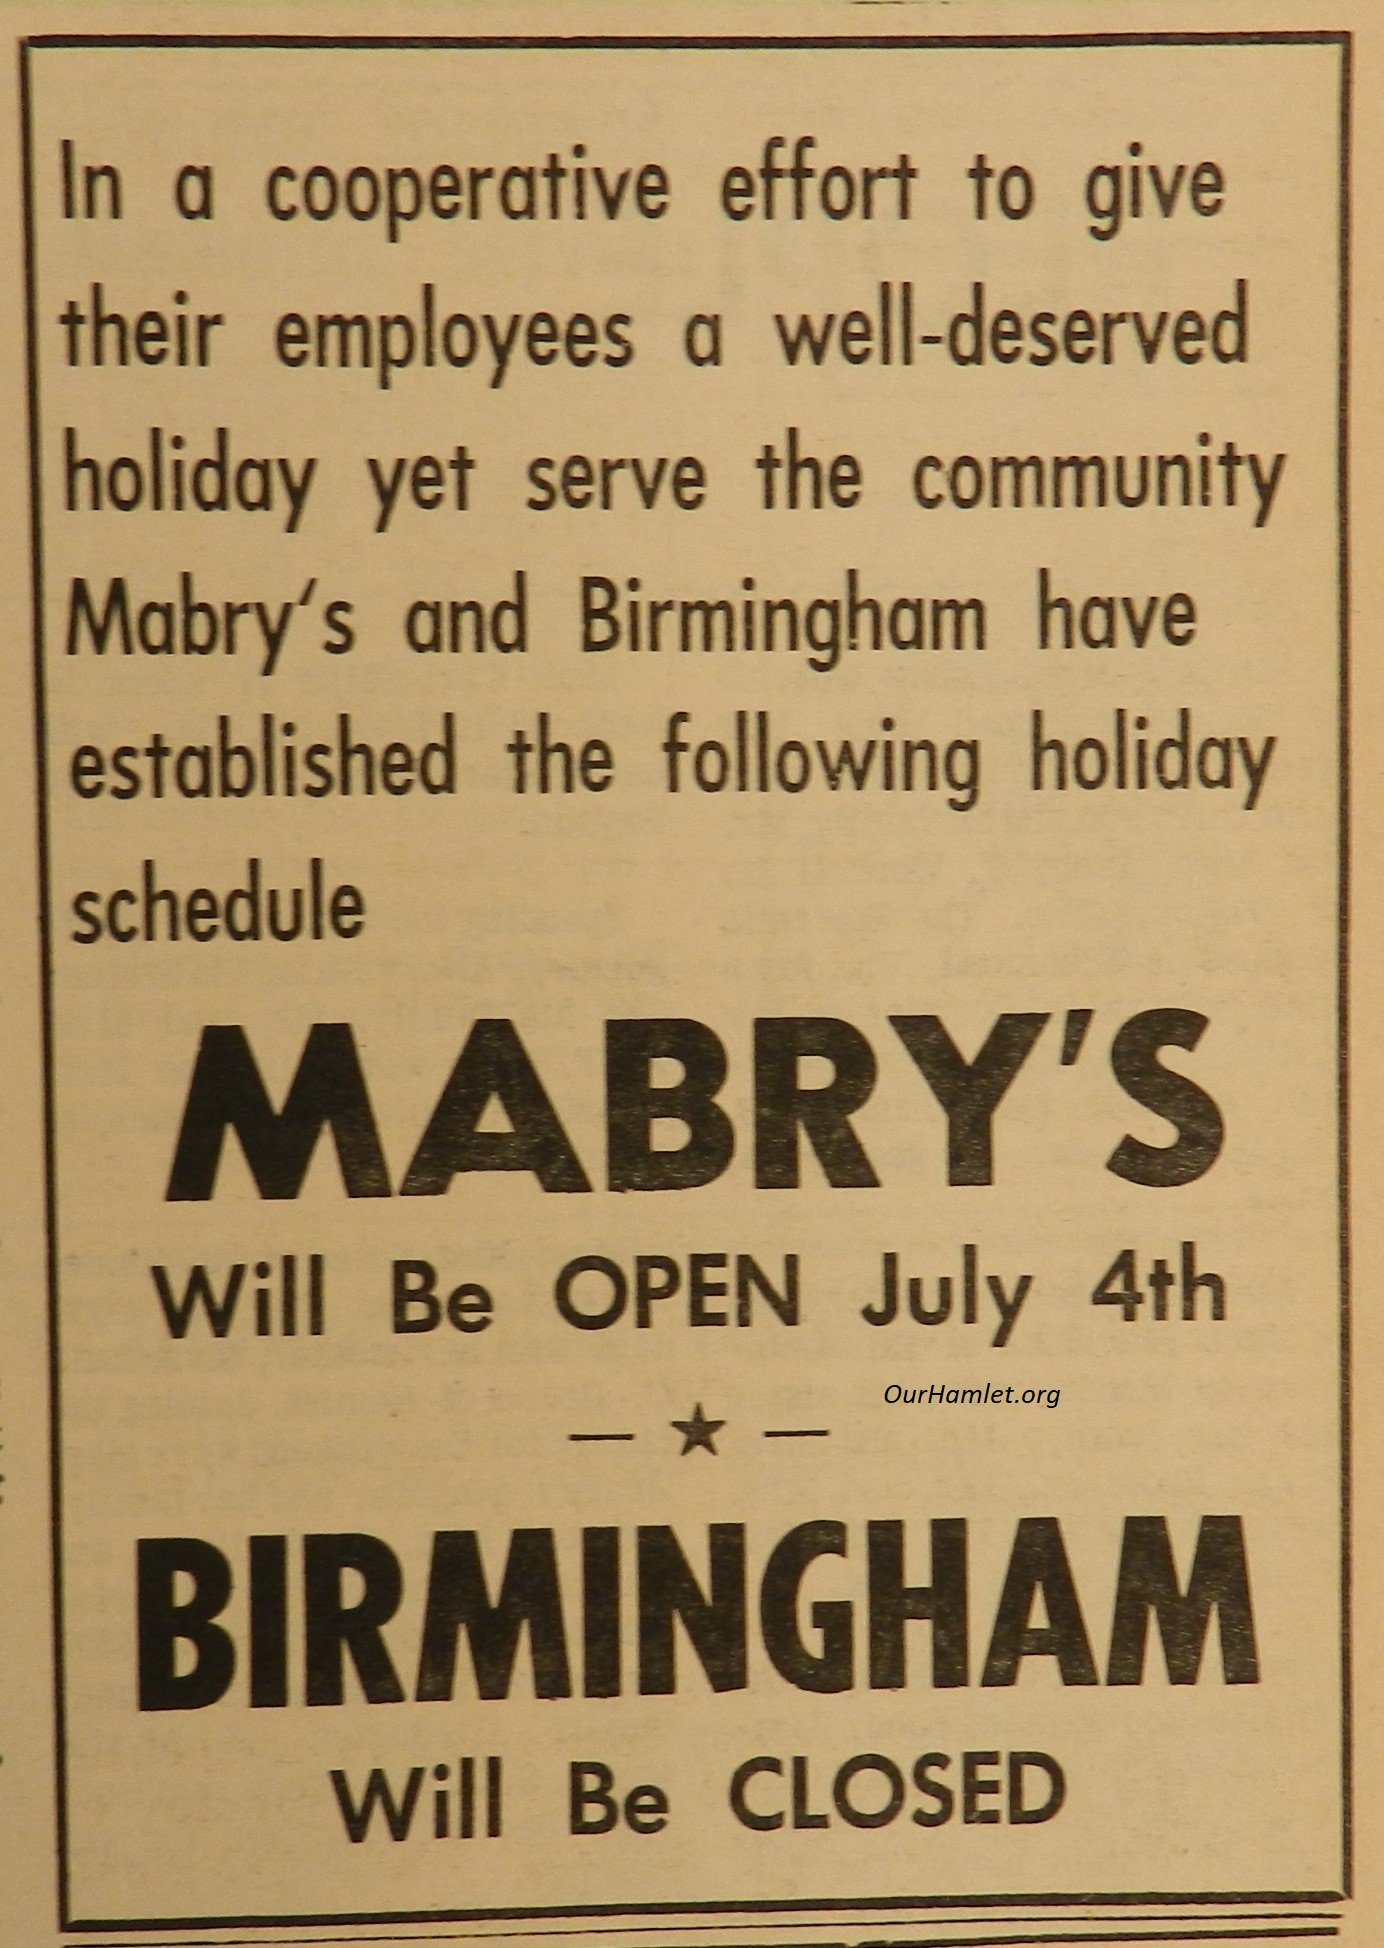 In a cooperative effort to give
their employees a well-deserved
holiday yet serve the community
Mabry's and Birmingham have
established the following holiday
schedule
MABRY'S
Will Be OPEN July 4th
OurHamlet.org
— ★ —
BIRMINGHAM
Will Be CLOSED